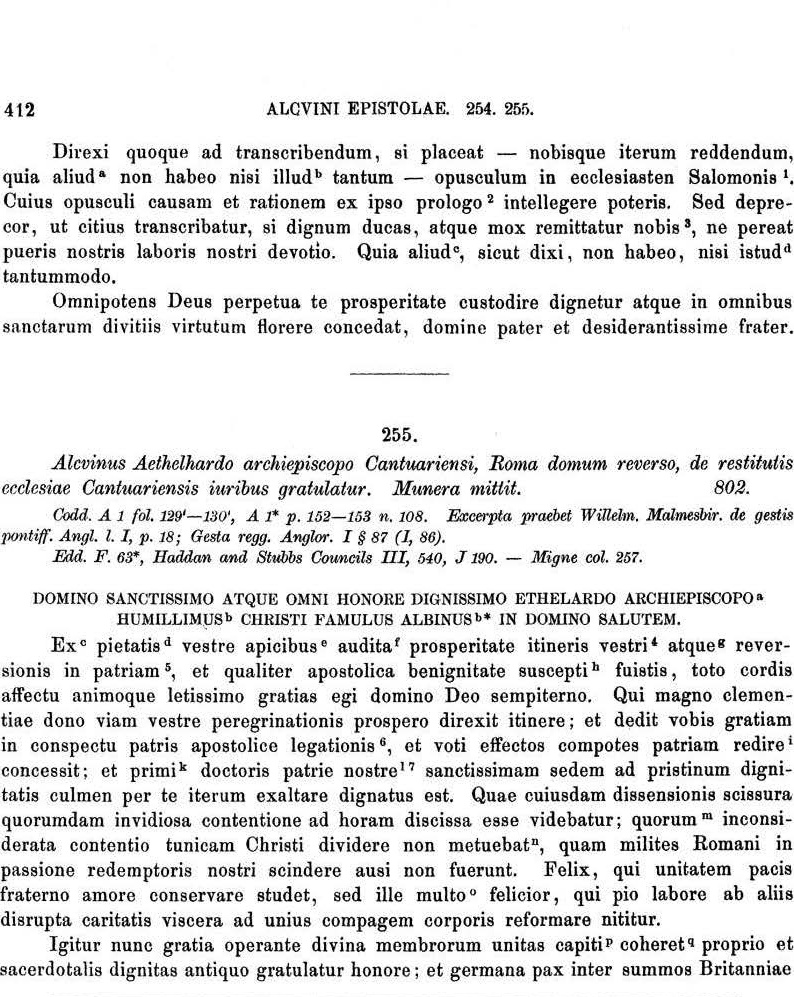 412 ALCVINI EPISTOLAE. 254. 255.
Direxi quoque ad transcribendum, si placeat — nobisque iterum reddendum,
quia aliud ᵃ non habeo nisi illud ᵇ tantum — opusculum in ecclesiasten Salomonis ¹.
Cuius opusculi causam et rationem ex ipso prologo ² intellegere poteris. Sed depre-
cor, ut citius transcribatur, si dignum ducas, atque mox remittatur nobis ³, ne pereat
pueris nostris laboris nostri devotio. Quia aliud ᶜ, sicut dixi, non habeo, nisi istud ᵈ
tantummodo.
Omnipotens Deus perpetua te prosperitate custodire dignetur atque in omnibus
sanctarum divitiis virtutum florere concedat, domine pater et desiderantissime frater.
255.
Alcvinus Aethelhardo archiepiscopo Cantuariensi, Roma domum reverso, de restitutis
ecclesiae Cantuariensis iuribus gratulatur. Munera mittit. 802.
Codd. A 1 fol. 129'—130', A 1* p. 152—153 n. 108. Excerpta praebet Willelm. Malmesbir. de gestis
pontiff. Angl. l. I, p. 18; Gesta regg. Anglor. I § 87 (I, 86).
Edd. F. 63*, Haddan and Stubbs Councils III, 540, J 190. — Migne col. 257.
DOMINO SANCTISSIMO ATQUE OMNI HONORE DIGNISSIMO ETHELARDO ARCHIEPISCOPO ᵃ
HUMILLIMUS ᵇ CHRISTI FAMULUS ALBINUS ᵇ* IN DOMINO SALUTEM.
Ex ᶜ pietatis ᵈ vestre apicibus ᵉ audita ᶠ prosperitate itineris vestri ⁴ atque ᵍ rever-
sionis in patriam ⁵, et qualiter apostolica benignitate suscepti ʰ fuistis, toto cordis
affectu animoque letissimo gratias egi domino Deo sempiterno. Qui magno clemen-
tiae dono viam vestre peregrinationis prospero direxit itinere; et dedit vobis gratiam
in conspectu patris apostolice legationis ⁶, et voti effectos compotes patriam redire ⁱ
concessit; et primi ᵏ doctoris patrie nostre ˡ ⁷ sanctissimam sedem ad pristinum digni-
tatis culmen per te iterum exaltare dignatus est. Quae cuiusdam dissensionis scissura
quorumdam invidiosa contentione ad horam discissa esse videbatur; quorum ᵐ inconsi-
derata contentio tunicam Christi dividere non metuebat ⁿ, quam milites Romani in
passione redemptoris nostri scindere ausi non fuerunt. Felix, qui unitatem pacis
fraterno amore conservare studet, sed ille multo ᵒ felicior, qui pio labore ab aliis
disrupta caritatis viscera ad unius compagem corporis reformare nititur.
Igitur nunc gratia operante divina membrorum unitas capiti ᵖ coheret ᑫ proprio et
sacerdotalis dignitas antiquo gratulatur honore; et germana pax inter summos Britanniae